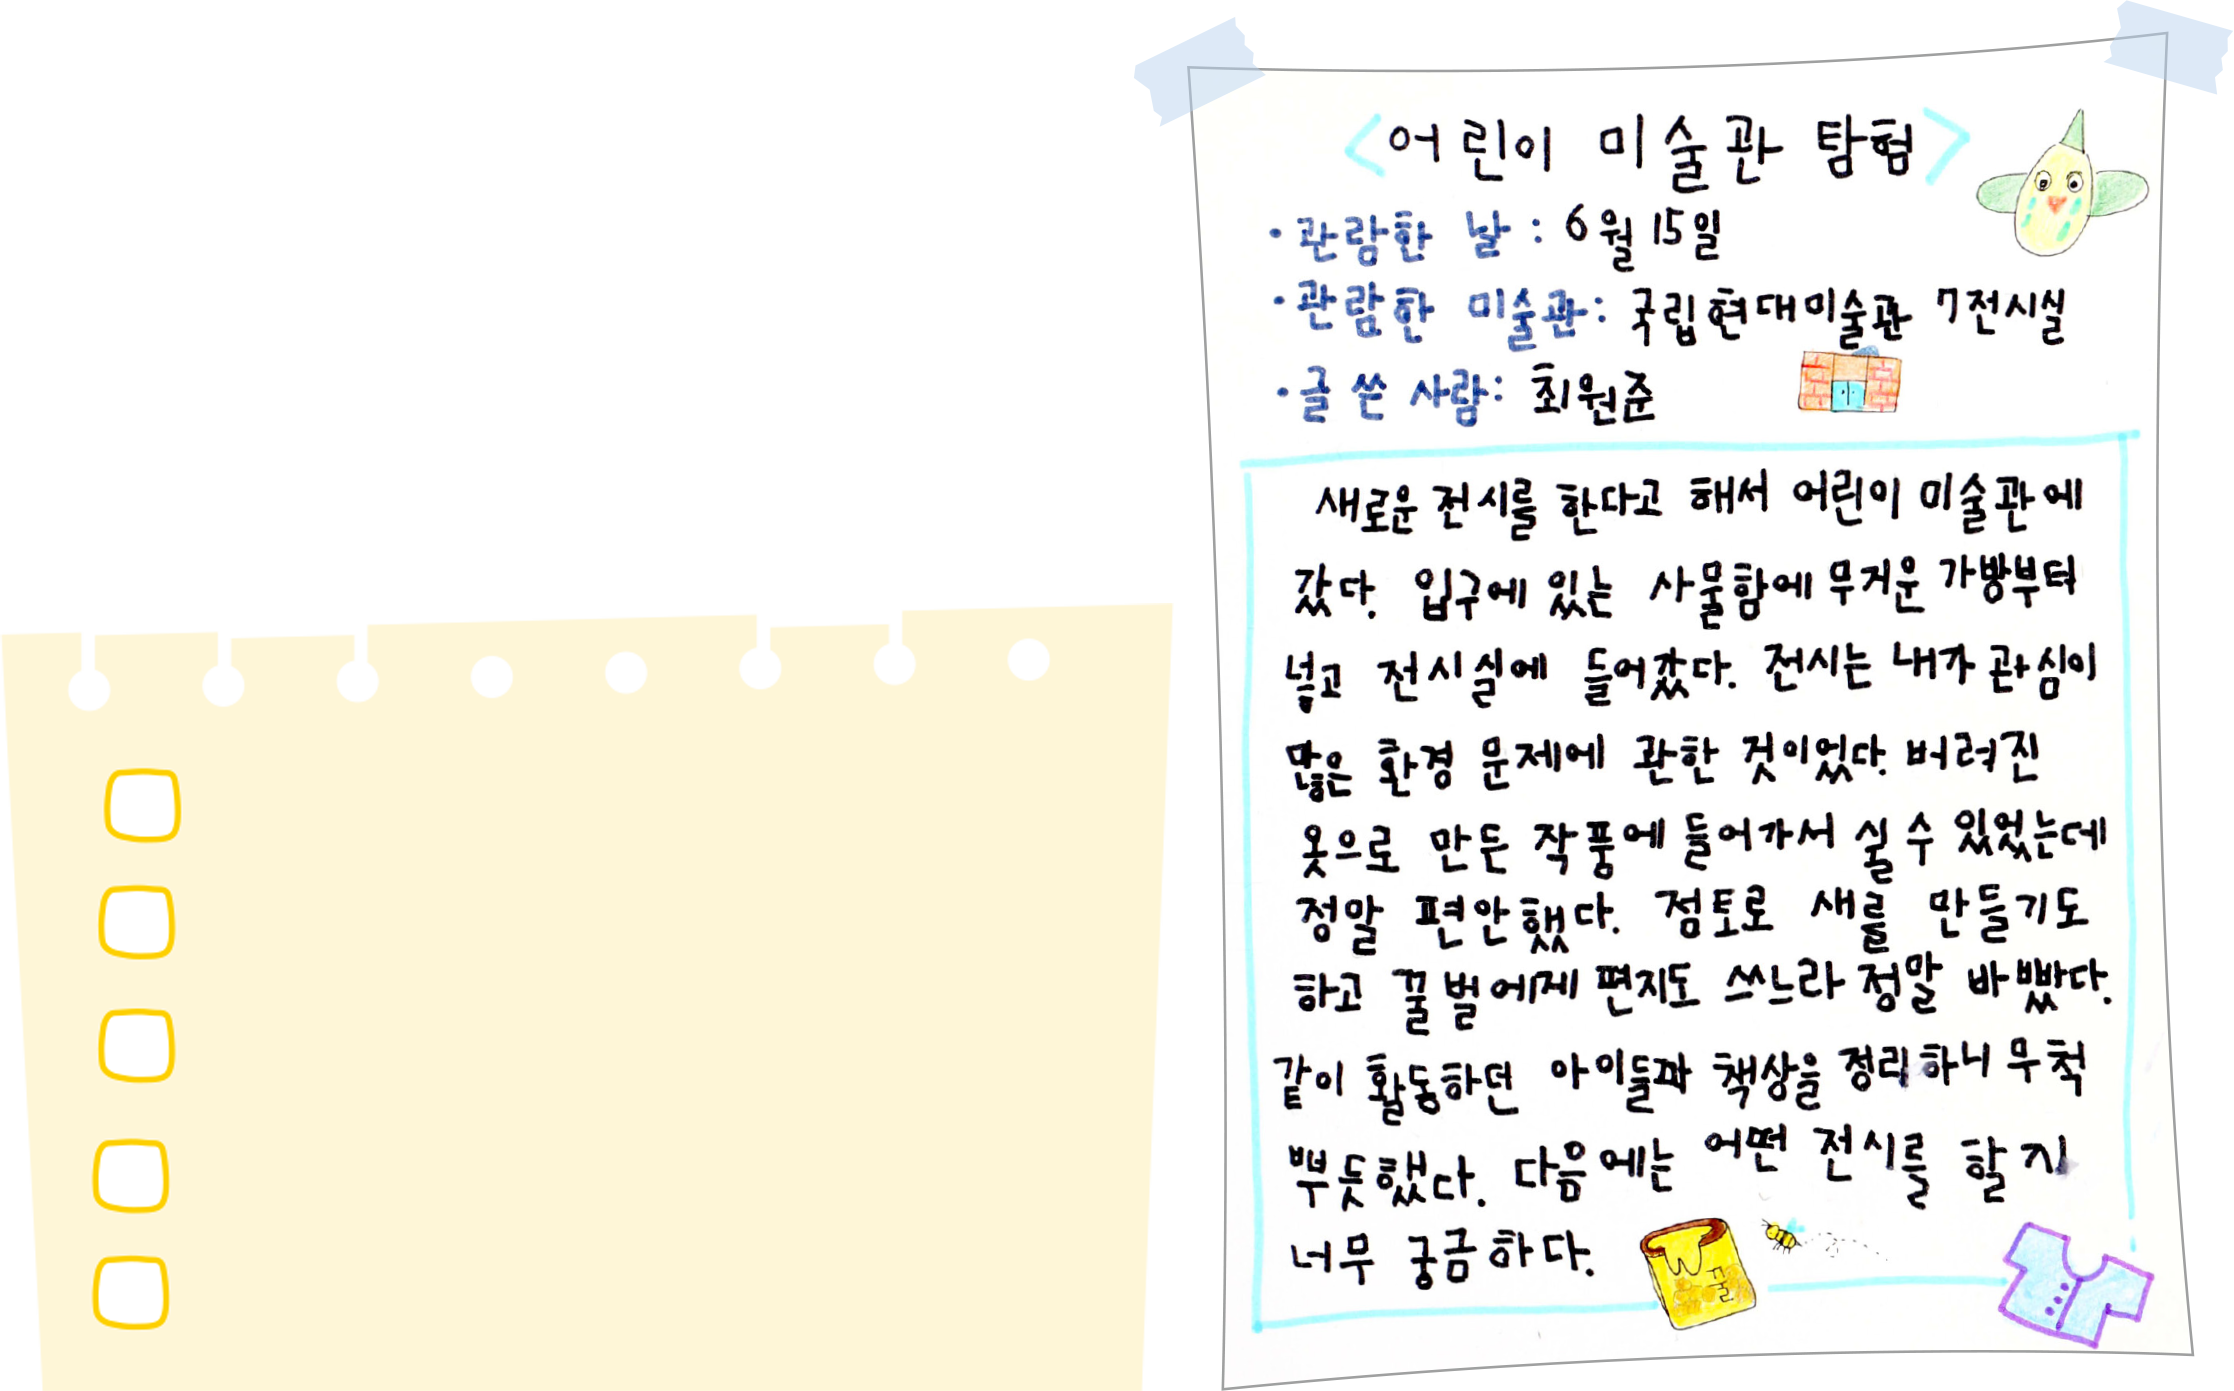 <어린이 미술관 탐험>
·관람한 날 : 6월 15일
·관람한 미술관: 국립현대미술관 7전시실
·글 쓴 사람: 최원준
새로운 전시를 한다고 해서 어린이 미술관에
갔다. 입구에 있는 사물함에 무거운 가방부터
넣고 전시실에 들어갔다. 전시는 내가 관심이
많은 환경 문제에 관한 것이었다. 버려진
옷으로 만든 작품에 들어가서 쉴 수 있었는데
정말 편안했다. 점토로 새를 만들기도
하고 꿀벌에게 편지도 쓰느라 정말 바빴다.
같이 활동하던 아이들과 책상을 정리하니 무척
뿌듯했다. 다음에는 어떤 전시를 할지
너무 궁금하다.
꿀